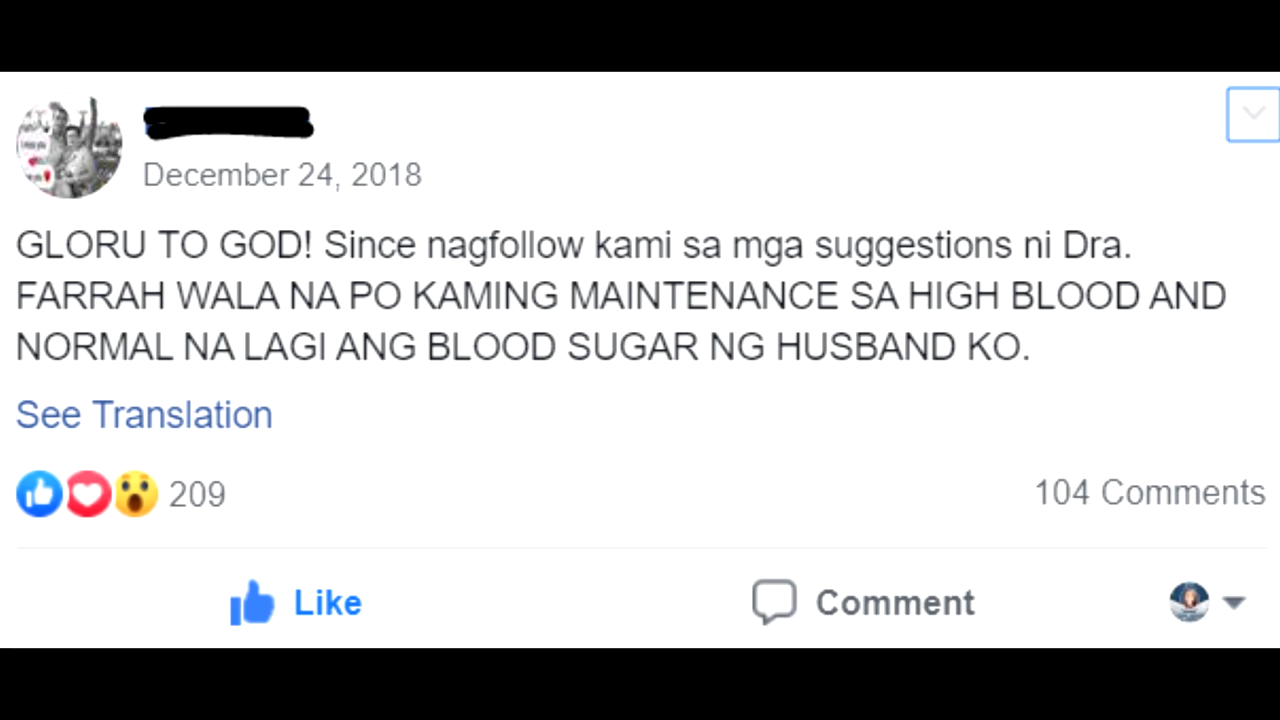 December 24, 2018
GLORU TO GOD! Since nagfollow kami sa mga suggestions ni Dra.
FARRAH WALA NA PO KAMING MAINTENANCE SA HIGH BLOOD AND
NORMAL NA LAGI ANG BLOOD SUGAR NG HUSBAND KO.
See Translation
209
104 Comments
Like
Comment